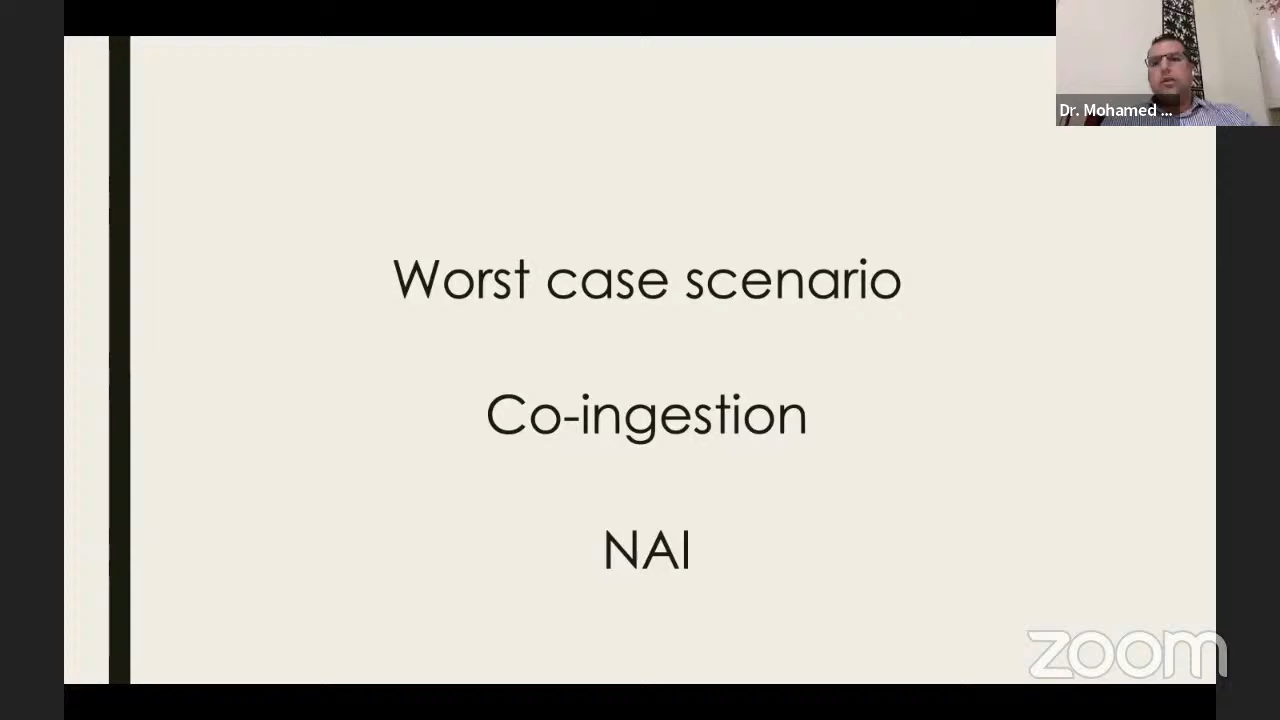 Dr. Mohamed ...
Worst case scenario
Co-ingestion
NAI
zoom